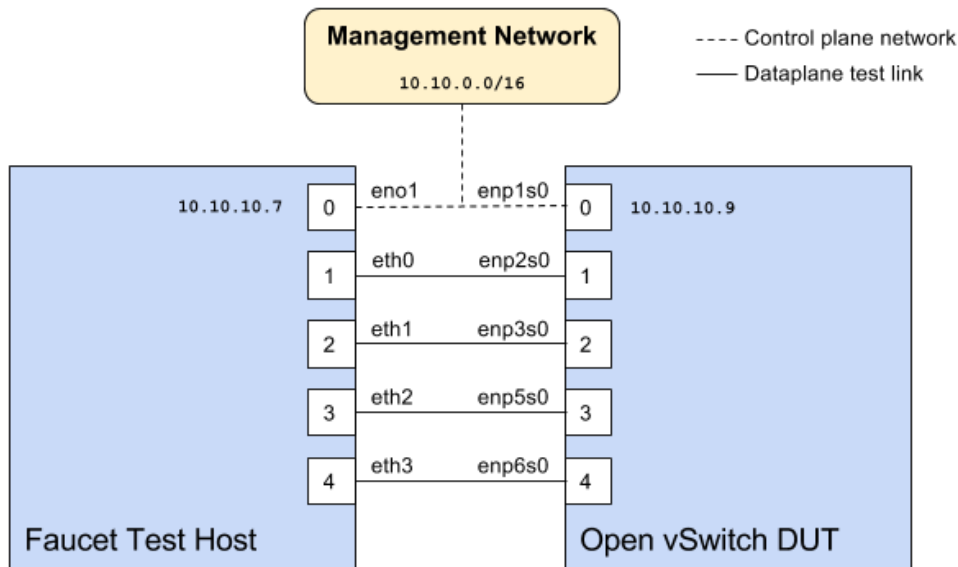 Management Network
10.10.0.0/16
Control plane network
Dataplane test link
10.10.10.7
0
eno1
enp1s0
0
10.10.10.9
1
eth0
enp2s0
1
2
eth1
enp3s0
2
3
eth2
enp5s0
3
4
eth3
enp6s0
4
Faucet Test Host
Open vSwitch DUT